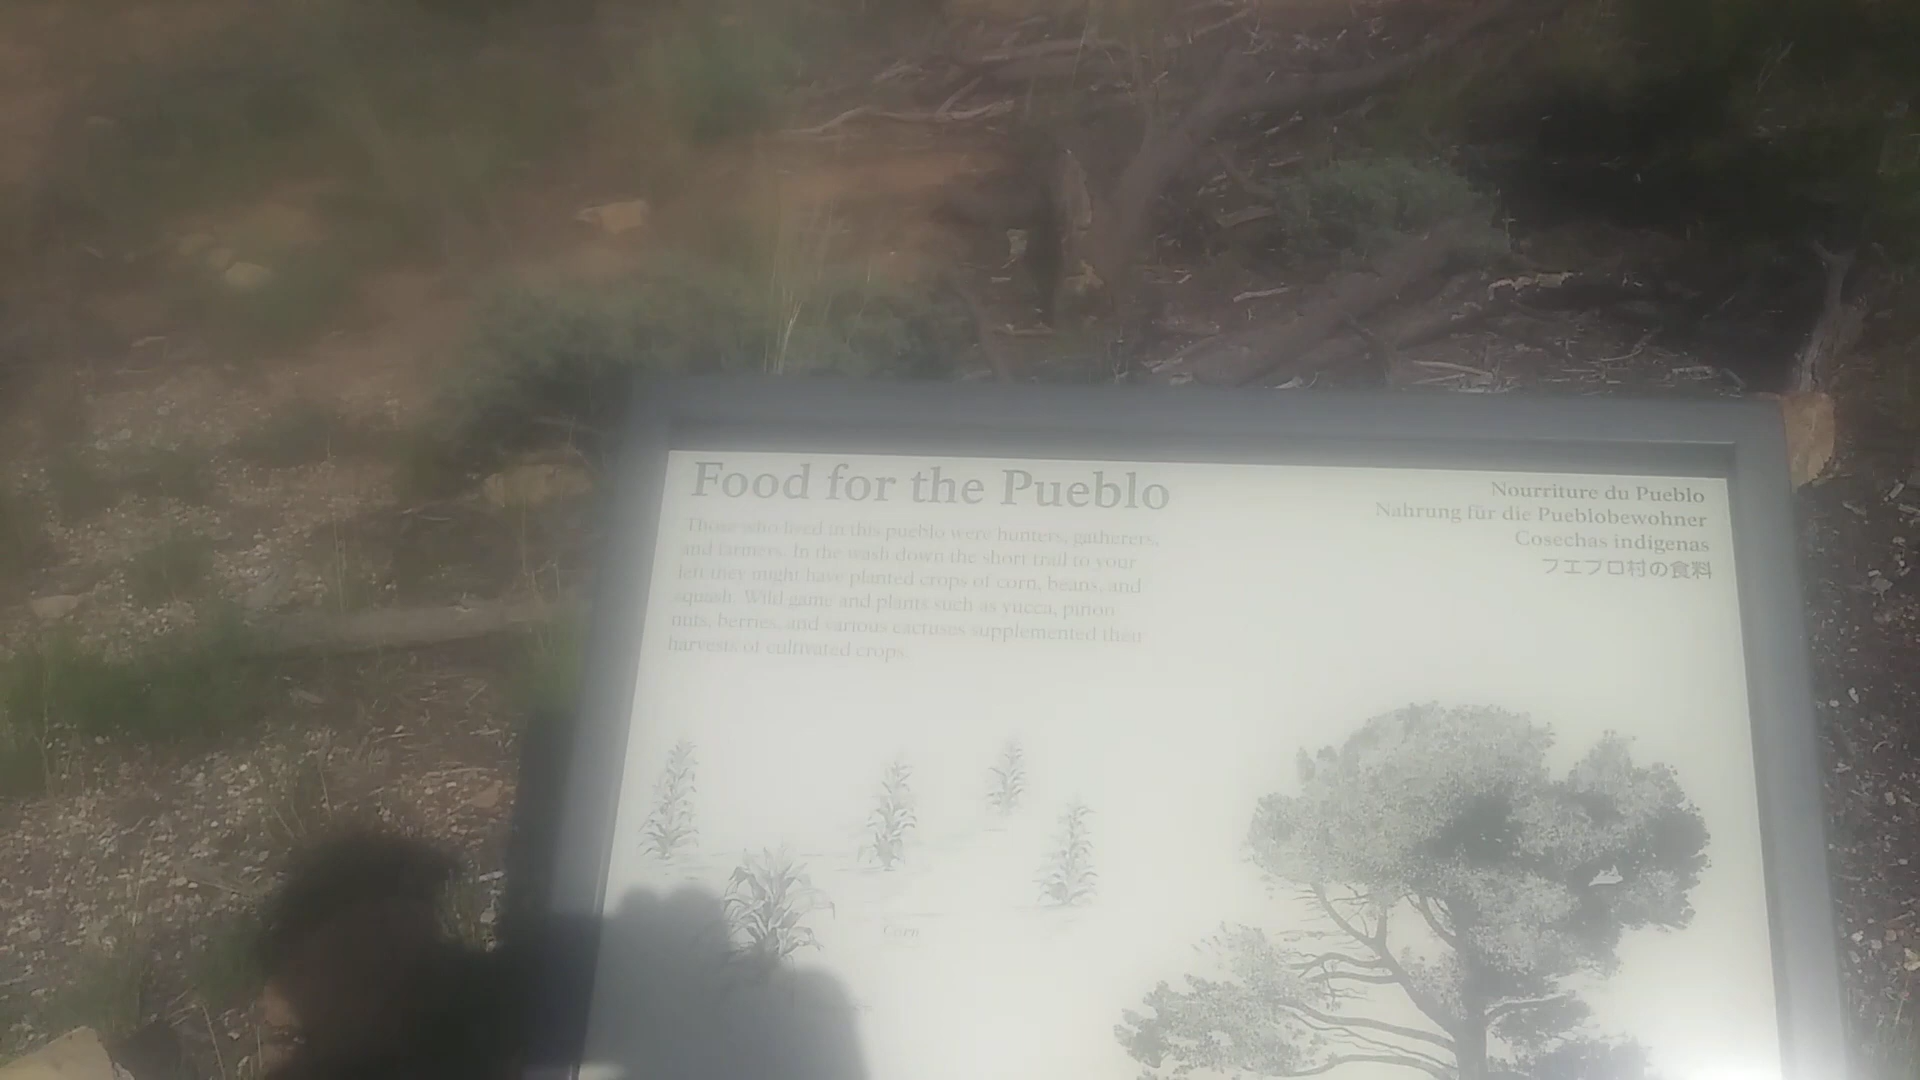 Food for the Pueblo
Those who lived in this pueblo were hunters, gatherers,
and farmers. In the wash down the short trail to your
left they might have planted crops of corn, beans, and
squash. Wild game and plants such as yucca, piñon
nuts, berries, and various cactuses supplemented their
harvests of cultivated crops.
Nourriture du Pueblo
Nahrung für die Pueblobewohner
Cosechas indigenas
プエブロ村の食料
Corn